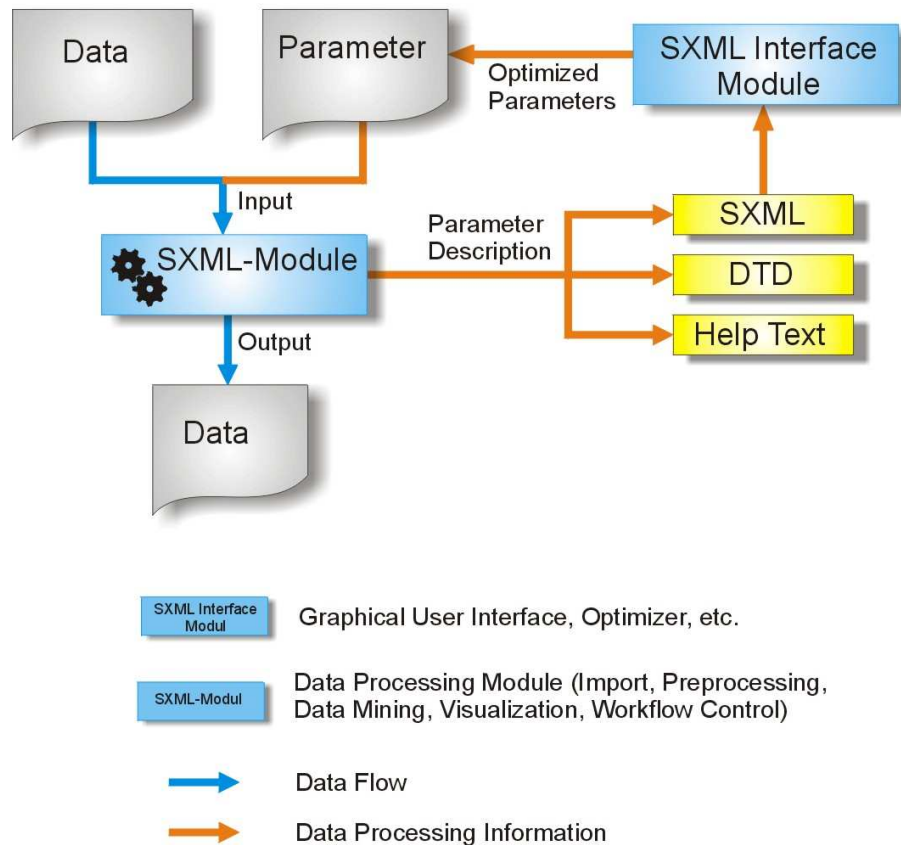 Data
Parameter
SXML Interface
Module
Optimized
Parameters
Input
SXML-Module
Parameter
Description
SXML
DTD
Help Text
Output
Data
SXML Interface
Modul
Graphical User Interface, Optimizer, etc.
SXML-Modul
Data Processing Module (Import, Preprocessing,
Data Mining, Visualization, Workflow Control)
Data Flow
Data Processing Information